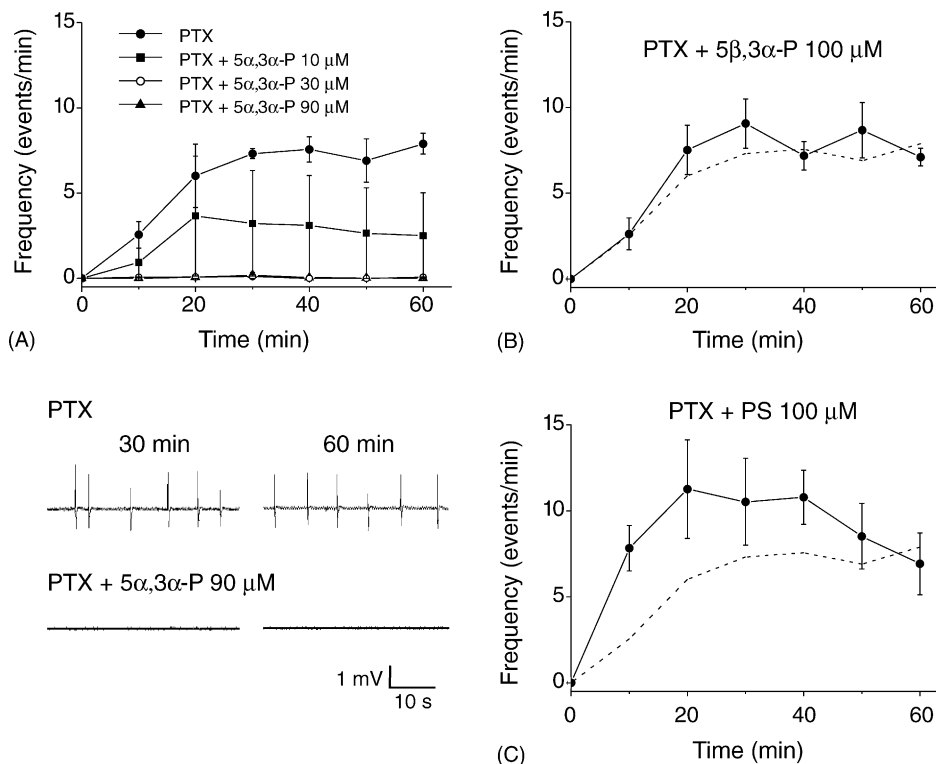 15
10
5
0
Frequency (events/min)
PTX
PTX + 5α,3α-P 10 μM
PTX + 5α,3α-P 30 μM
PTX + 5α,3α-P 90 μM
0 20 40 60
Time (min)
(A)
PTX + 5β,3α-P 100 μM
15
10
5
0
Frequency (events/min)
0 20 40 60
Time (min)
(B)
PTX
30 min 60 min
PTX + 5α,3α-P 90 μM
1 mV
10 s
PTX + PS 100 μM
15
10
5
0
Frequency (events/min)
0 20 40 60
Time (min)
(C)